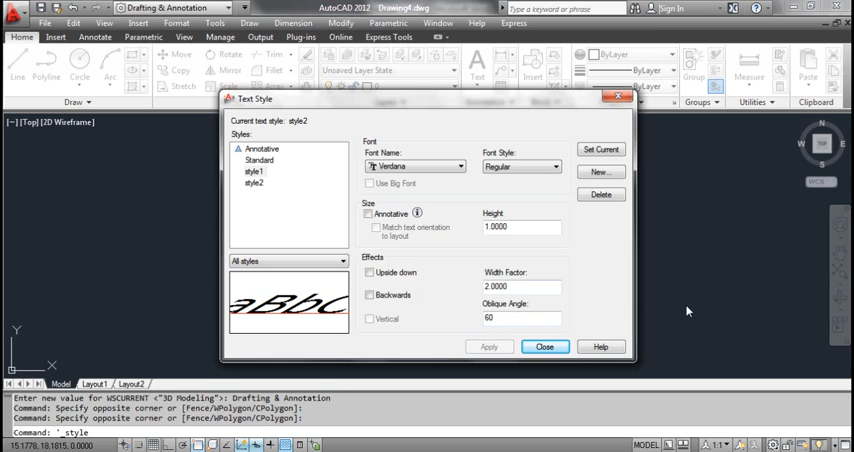 Drafting & Annotation
AutoCAD 2012 Drawing4.dwg
Type a keyword or phrase
Sign In
File Edit View Insert Format Tools Draw Dimension Modify Parametric Window Help Express
Home Insert Annotate Parametric View Manage Output Plug-ins Online Express Tools
Line Polyline Circle Arc
Move Rotate Trim
Copy Mirror
Stretch
Unsaved Layer State
Text
Insert
ByLayer
ByLayer
ByLayer
Group
Measure
Paste
Draw
Groups
Utilities
Clipboard
[−] [Top] [2D Wireframe]
Text Style
Current text style: style2
Styles:
Annotative
Standard
style1
style2
All styles
aBbC
Font
Font Name:
Verdana
Font Style:
Regular
Use Big Font
Size
Annotative
Match text orientation
to layout
Height
1.0000
Effects
Upside down
Backwards
Vertical
Width Factor:
2.0000
Oblique Angle:
60
Set Current
New...
Delete
Apply
Close
Help
N
W TOP E
S
WCS
Y
X
Model Layout1 Layout2
Enter new value for WSCURRENT <"3D Modeling">: Drafting & Annotation
Command: Specify opposite corner or [Fence/WPolygon/CPolygon]:
Command: Specify opposite corner or [Fence/WPolygon/CPolygon]:
Command: '_style
15.1778, 18.1815, 0.0000
MODEL
1:1